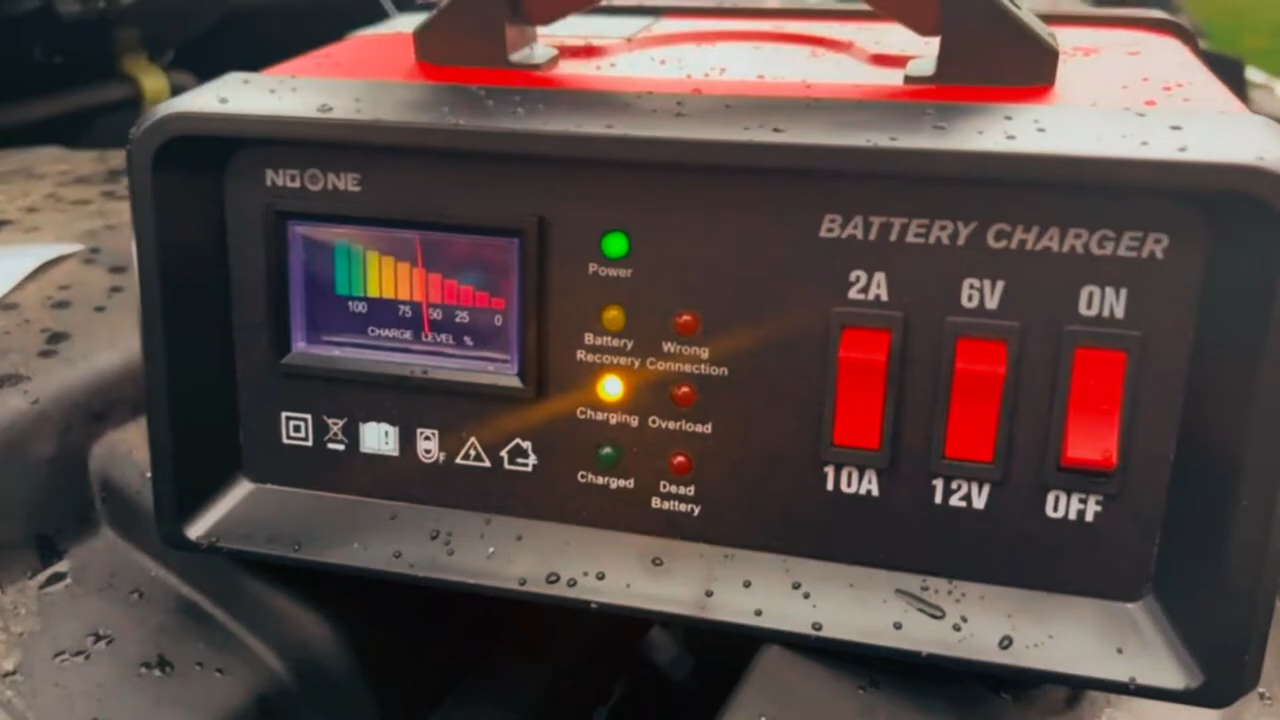 NOONE
BATTERY CHARGER
2A
6V
ON
Power
100 75 50 25 0
CHARGE LEVEL %
Battery
Recovery
Wrong
Connection
Charging
Overload
F
Charged
Dead
Battery
10A
12V
OFF